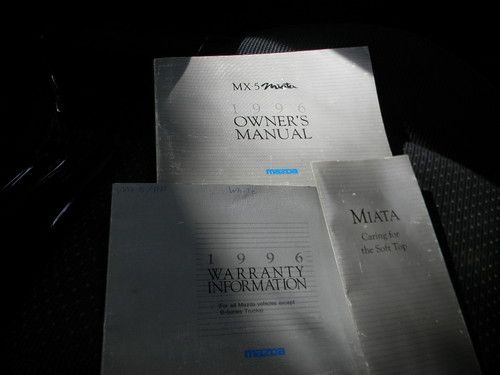 MX5 Miata
1996
OWNER'S
MANUAL
mazda
White
1996
WARRANTY
INFORMATION
(For all Mazda vehicles except
B-Series Trucks)
mazda
MIATA
Caring for
the Soft Top